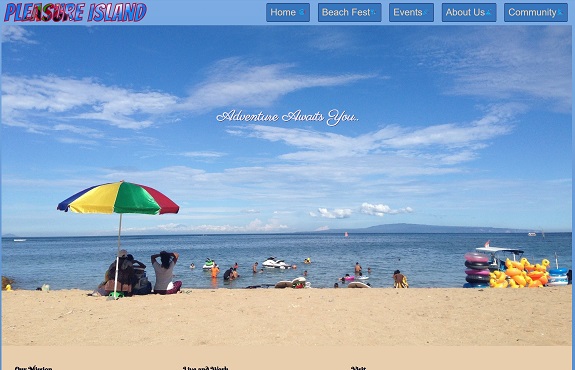 PLEASURE ISLAND
Home Beach Fest Events About Us Community
Adventure Awaits You..
Our Mission Live and Work Visit